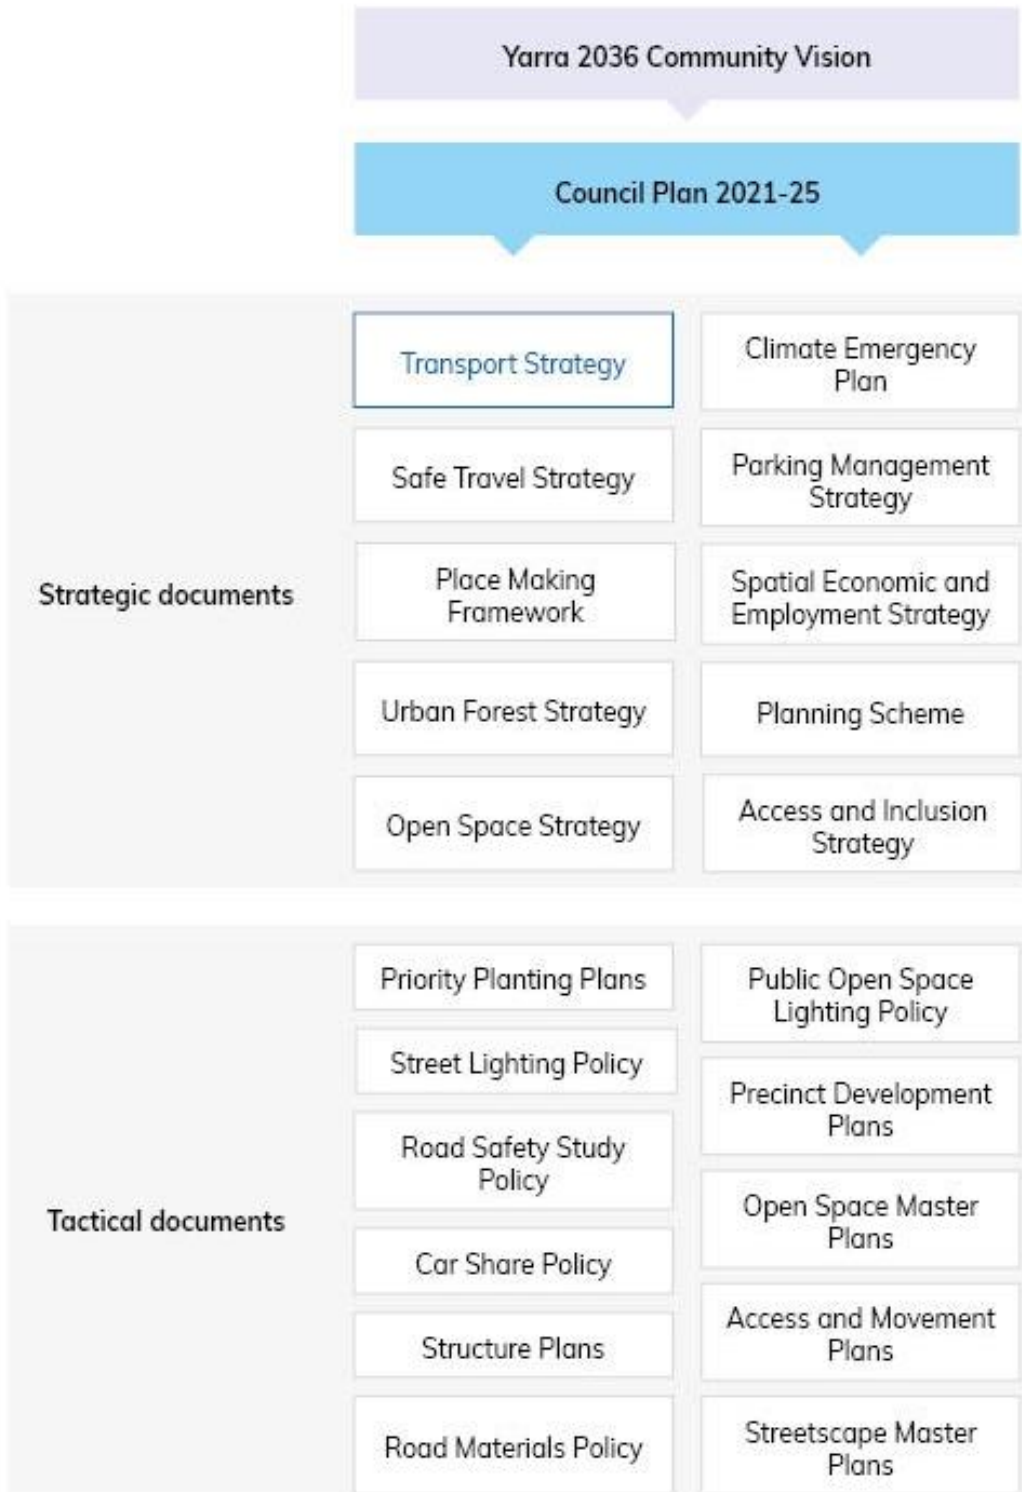 Yarra 2036 Community Vision
Council Plan 2021-25
Strategic documents
Transport Strategy
Climate Emergency
Plan
Safe Travel Strategy
Parking Management
Strategy
Place Making
Framework
Spatial Economic and
Employment Strategy
Urban Forest Strategy
Planning Scheme
Open Space Strategy
Access and Inclusion
Strategy
Tactical documents
Priority Planting Plans
Street Lighting Policy
Road Safety Study
Policy
Car Share Policy
Structure Plans
Road Materials Policy
Public Open Space
Lighting Policy
Precinct Development
Plans
Open Space Master
Plans
Access and Movement
Plans
Streetscape Master
Plans